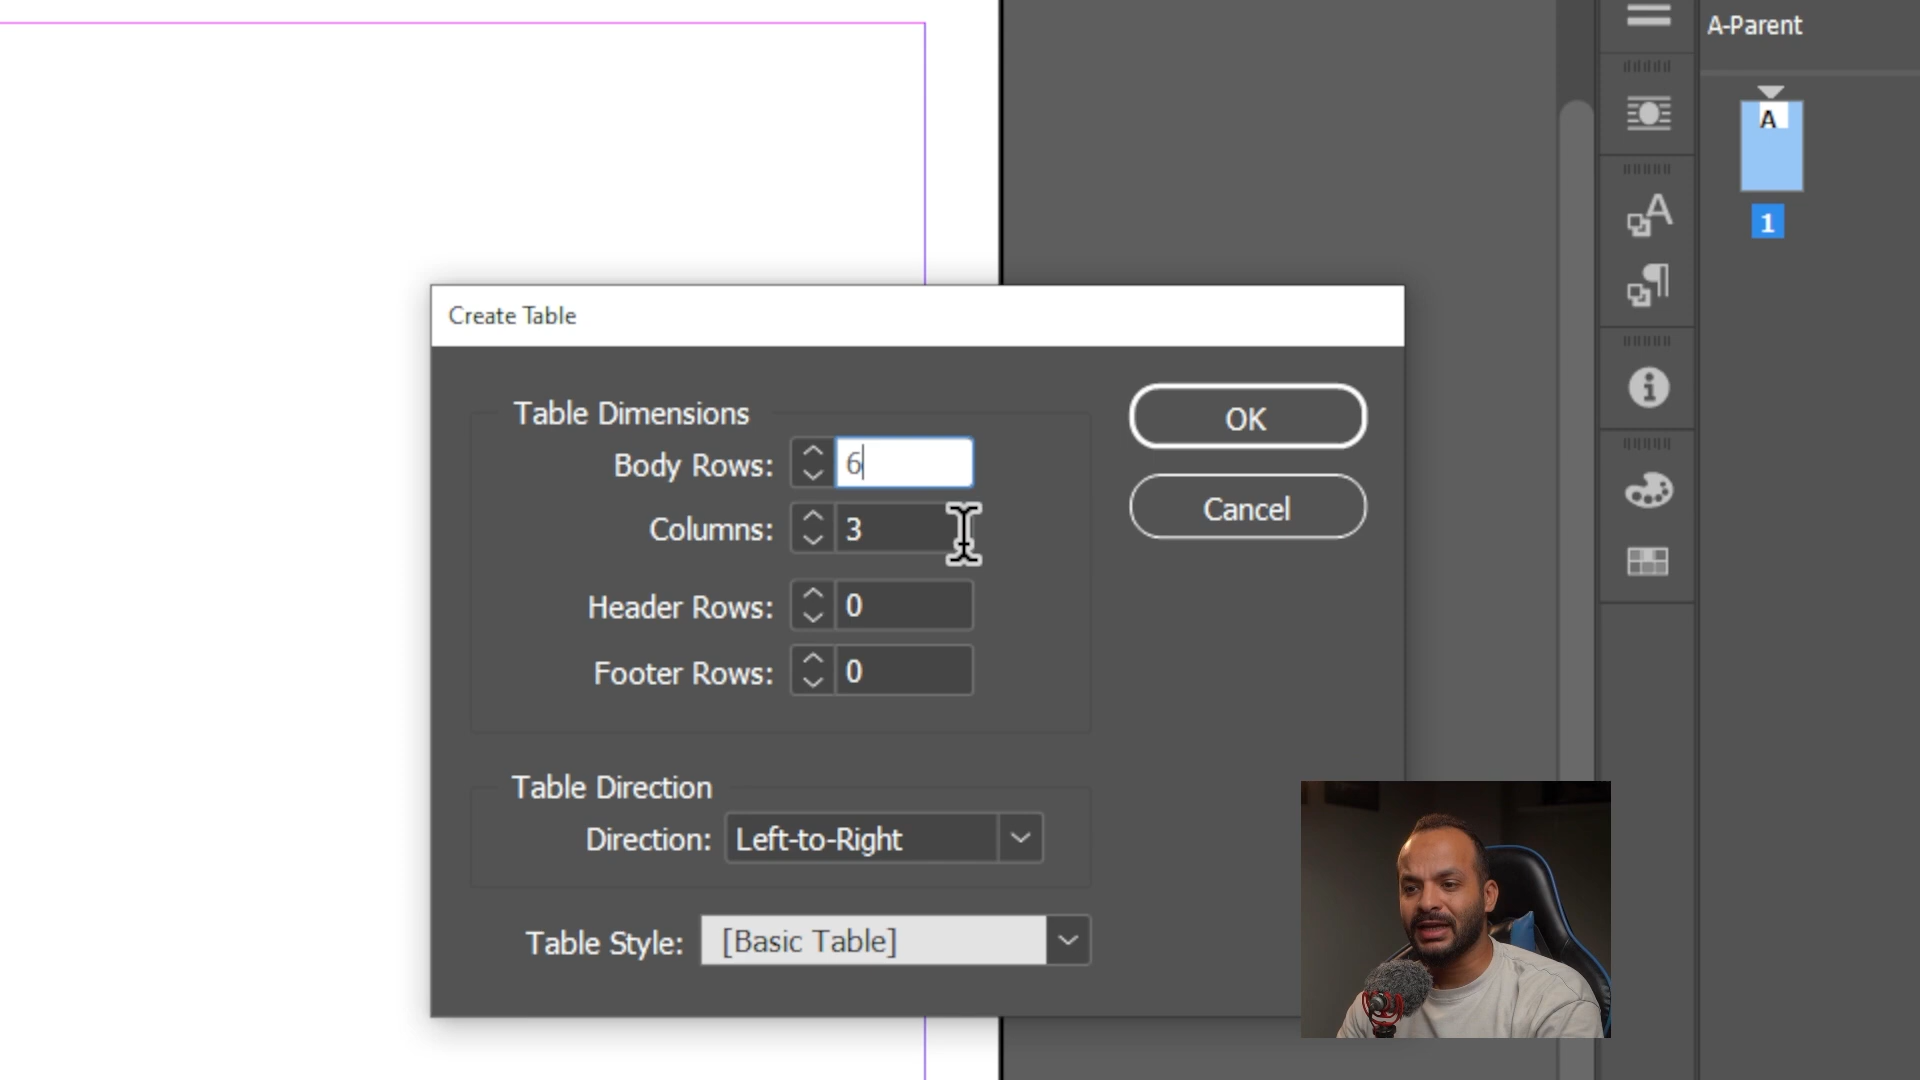 A-Parent
A
1
Create Table
Table Dimensions
OK
Body Rows: 6
Cancel
Columns: 3
Header Rows: 0
Footer Rows: 0
Table Direction
Direction: Left-to-Right
Table Style: [Basic Table]